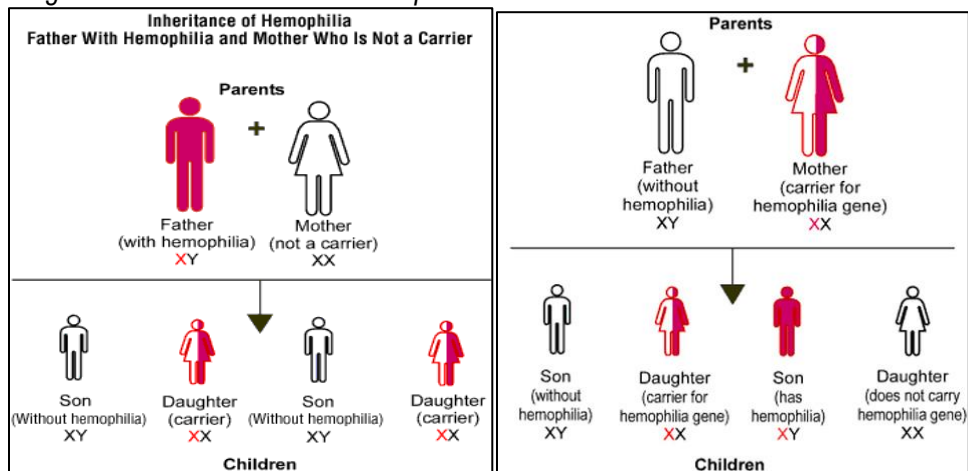 Inheritance of Hemophilia
Father With Hemophilia and Mother Who Is Not a Carrier
Parents
+
Father
(with hemophilia)
XY
Mother
(not a carrier)
XX
Son
(Without hemophilia)
XY
Daughter
(carrier)
XX
Son
(Without hemophilia)
XY
Daughter
(carrier)
XX
Children
Parents
+
Father
(without
hemophilia)
XY
Mother
(carrier for
hemophilia gene)
XX
Son
(without
hemophilia)
XY
Daughter
(carrier for
hemophilia gene)
XX
Son
(has
hemophilia)
XY
Daughter
(does not carry
hemophilia gene)
XX
Children